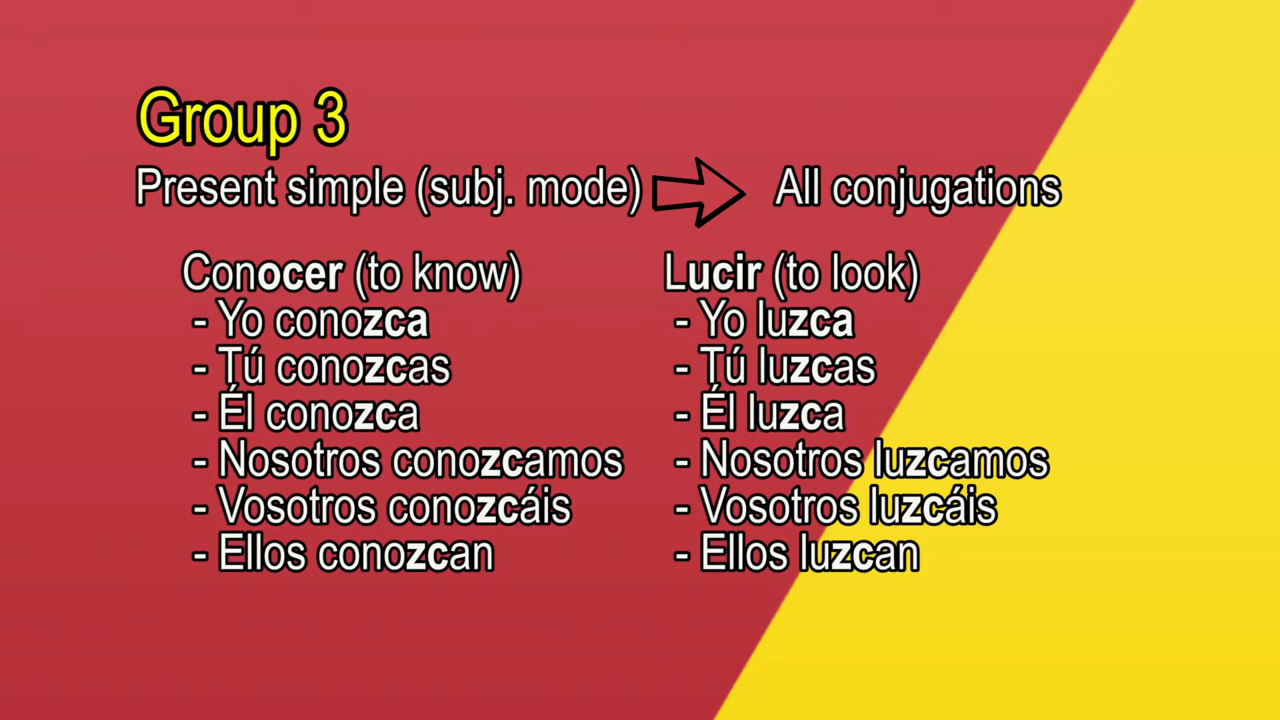 Group 3
Present simple (subj. mode) All conjugations
Conocer (to know)
- Yo conozca
- Tú conozcas
- Él conozca
- Nosotros conozcamos
- Vosotros conozcáis
- Ellos conozcan
Lucir (to look)
- Yo luzca
- Tú luzcas
- Él luzca
- Nosotros luzcamos
- Vosotros luzcáis
- Ellos luzcan